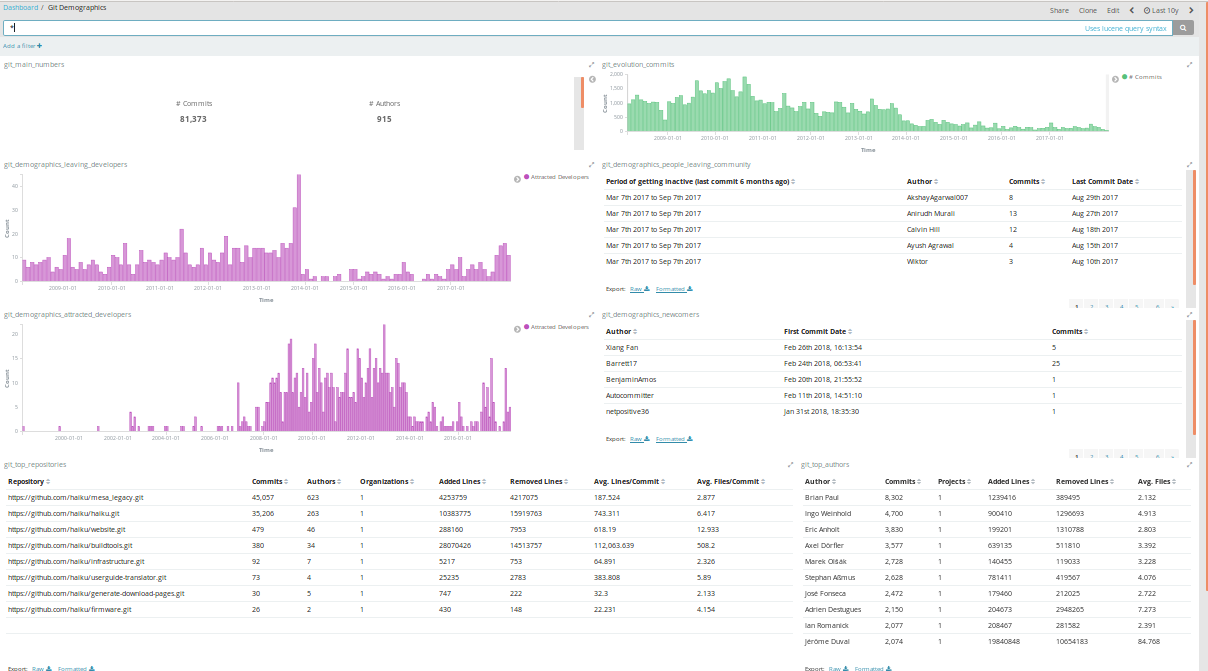 Dashboard / Git Demographics
Share Clone Edit Last 10y
*
Uses lucene query syntax
Add a filter +
git_main_numbers
# Commits # Authors
81,373 915
git_evolution_commits
# Commits
2,000
1,500
1,000
500
0
Count
2009-01-01 2010-01-01 2011-01-01 2012-01-01 2013-01-01 2014-01-01 2015-01-01 2016-01-01 2017-01-01
Time
git_demographics_leaving_developers
Attracted Developers
40
30
20
10
0
Count
2009-01-01 2010-01-01 2011-01-01 2012-01-01 2013-01-01 2014-01-01 2015-01-01 2016-01-01 2017-01-01
Time
git_demographics_people_leaving_community
Period of getting inactive (last commit 6 months ago) Author Commits Last Commit Date
Mar 7th 2017 to Sep 7th 2017 AkshayAgarwal007 8 Aug 29th 2017
Mar 7th 2017 to Sep 7th 2017 Anirudh Murali 13 Aug 27th 2017
Mar 7th 2017 to Sep 7th 2017 Calvin Hill 12 Aug 18th 2017
Mar 7th 2017 to Sep 7th 2017 Ayush Agrawal 4 Aug 15th 2017
Mar 7th 2017 to Sep 7th 2017 Wiktor 3 Aug 10th 2017
Export: Raw Formatted
git_demographics_attracted_developers
Attracted Developers
20
15
10
5
0
Count
2000-01-01 2002-01-01 2004-01-01 2006-01-01 2008-01-01 2010-01-01 2012-01-01 2014-01-01 2016-01-01
Time
git_demographics_newcomers
Author First Commit Date Commits
Xiang Fan Feb 26th 2018, 16:13:54 5
Barrett17 Feb 24th 2018, 06:53:41 25
BenjaminAmos Feb 20th 2018, 21:55:52 1
Autocommitter Feb 11th 2018, 14:51:10 1
netpositive36 Jan 31st 2018, 18:35:30 1
Export: Raw Formatted
git_top_repositories
Repository Commits Authors Organizations Added Lines Removed Lines Avg. Lines/Commit Avg. Files/Commit
https://github.com/haiku/mesa_legacy.git 45,057 623 1 4253759 4217075 187.524 2.877
https://github.com/haiku/haiku.git 35,206 263 1 10383775 15919763 743.311 6.417
https://github.com/haiku/website.git 479 46 1 288160 7953 618.19 12.933
https://github.com/haiku/buildtools.git 380 34 1 28070426 14513757 112,063.639 508.2
https://github.com/haiku/infrastructure.git 92 7 1 5217 753 64.891 2.326
https://github.com/haiku/userguide-translator.git 73 4 1 25235 2783 383.808 5.89
https://github.com/haiku/generate-download-pages.git 30 5 1 747 222 32.3 2.133
https://github.com/haiku/firmware.git 26 2 1 430 148 22.231 4.154
Export: Raw Formatted
git_top_authors
Author Commits Projects Added Lines Removed Lines Avg. Files
Brian Paul 8,302 1 1239416 389495 2.132
Ingo Weinhold 4,700 1 900410 1296693 4.913
Eric Anholt 3,830 1 199201 1310788 2.803
Axel Dörfler 3,577 1 639135 511810 3.392
Marek Olšák 2,728 1 140455 119033 3.228
Stephan Aßmus 2,628 1 781411 419567 4.076
José Fonseca 2,472 1 179460 212025 2.722
Adrien Destugues 2,150 1 204673 2948265 7.273
Ian Romanick 2,077 1 208467 281582 2.391
Jérôme Duval 2,074 1 19840848 10654183 84.768
Export: Raw Formatted